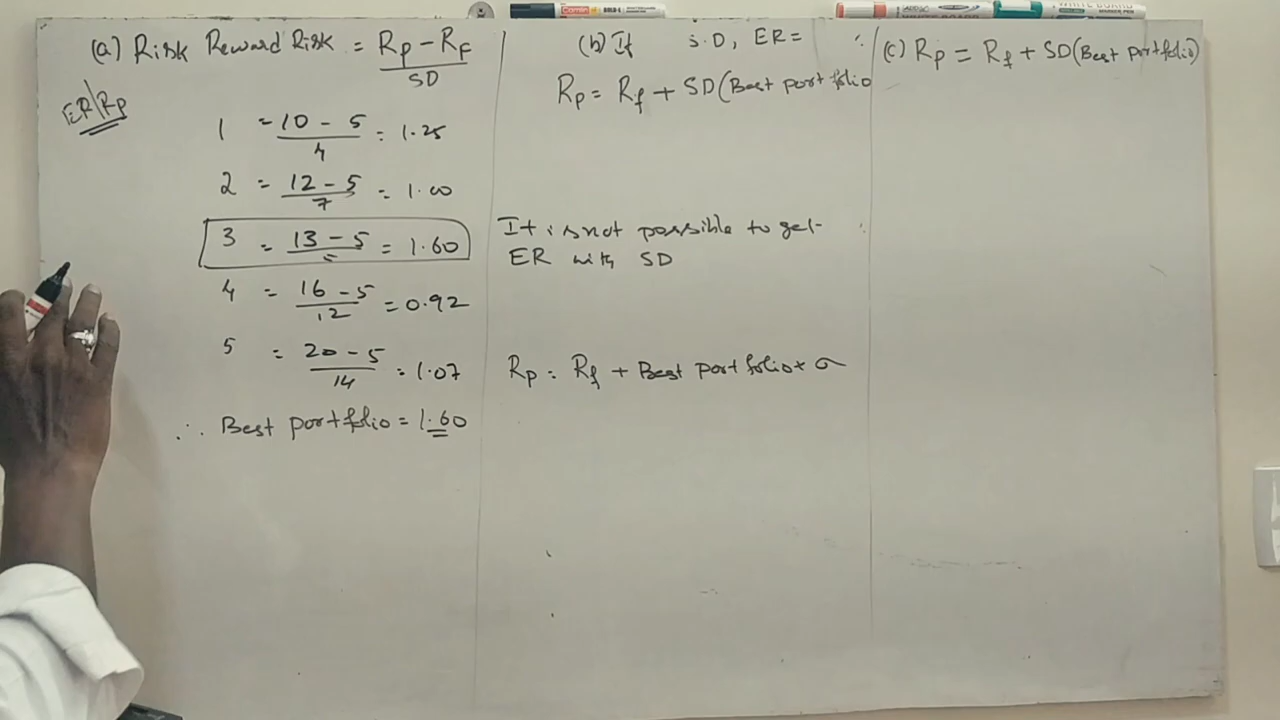 (a) Risk Reward Risk = Rp - RF
SD
ER\Rp
1 = 10 - 5 = 1.25
4
2 = 12 - 5 = 1.00
7
3 = 13 - 5 = 1.60
5
4 = 16 - 5 = 0.92
12
5 = 20 - 5 = 1.07
14
∴ Best portfolio = 1.60
(b) If S.D, ER =
Rp = Rf + SD(Best portfolio
It is not possible to get
ER with SD
Rp = Rf + Best portfolio × σ
(c) Rp = Rf + SD(Best portfolio)